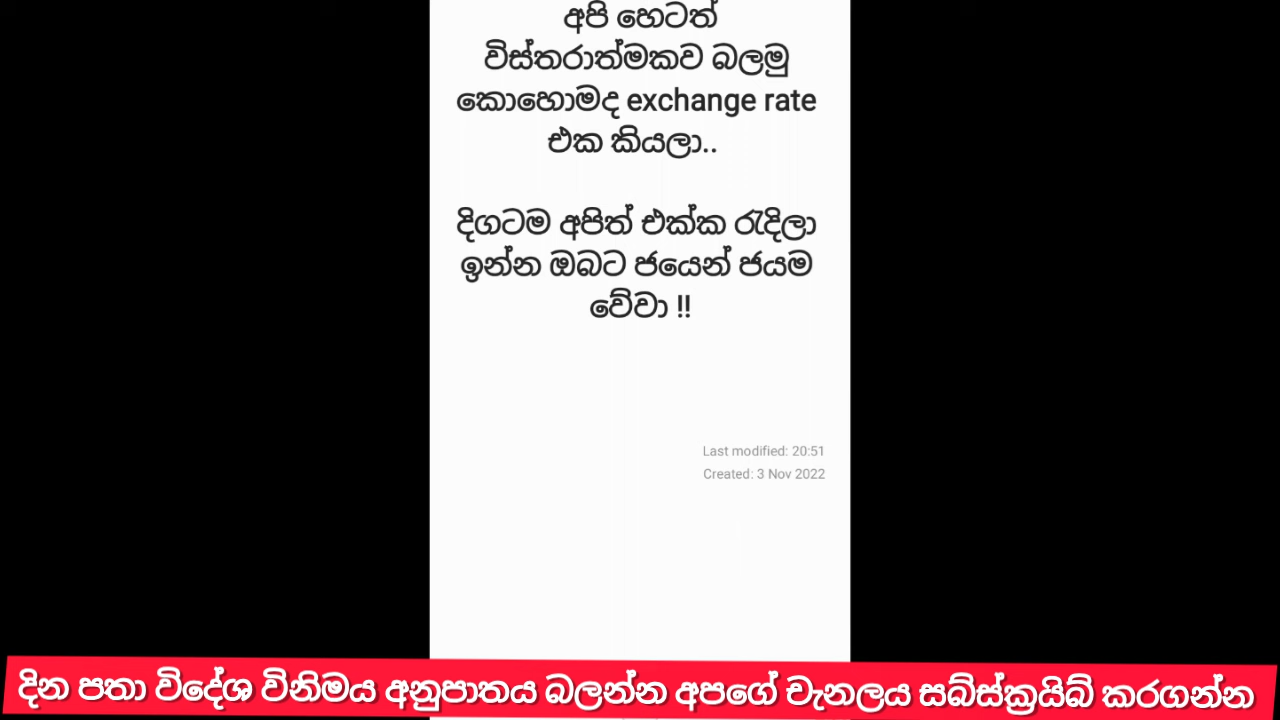 අපි හෙටත්
විස්තරාත්මකව බලමු
කොහොමද exchange rate
එක කියලා..
දිගටම අපිත් එක්ක රැදිලා
ඉන්න ඔබට ජයෙන් ජයම
වේවා !!
Last modified: 20:51
Created: 3 Nov 2022
දින පතා විදේශ විනිමය අනුපාතය බලන්න අපගේ චැනලය සබ්ස්ක්‍රයිබ් කරගන්න